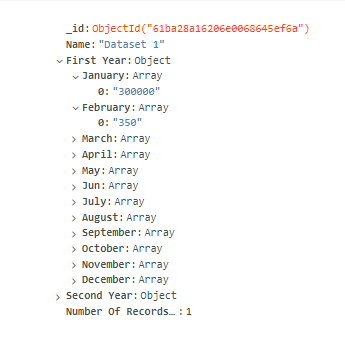 _id: ObjectId("61ba28a16206e0068645ef6a")
Name: "Dataset 1"
First Year: Object
January: Array
0: "300000"
February: Array
0: "350"
March: Array
April: Array
May: Array
Jun: Array
July: Array
August: Array
September: Array
October: Array
November: Array
December: Array
Second Year: Object
Number Of Records…: 1